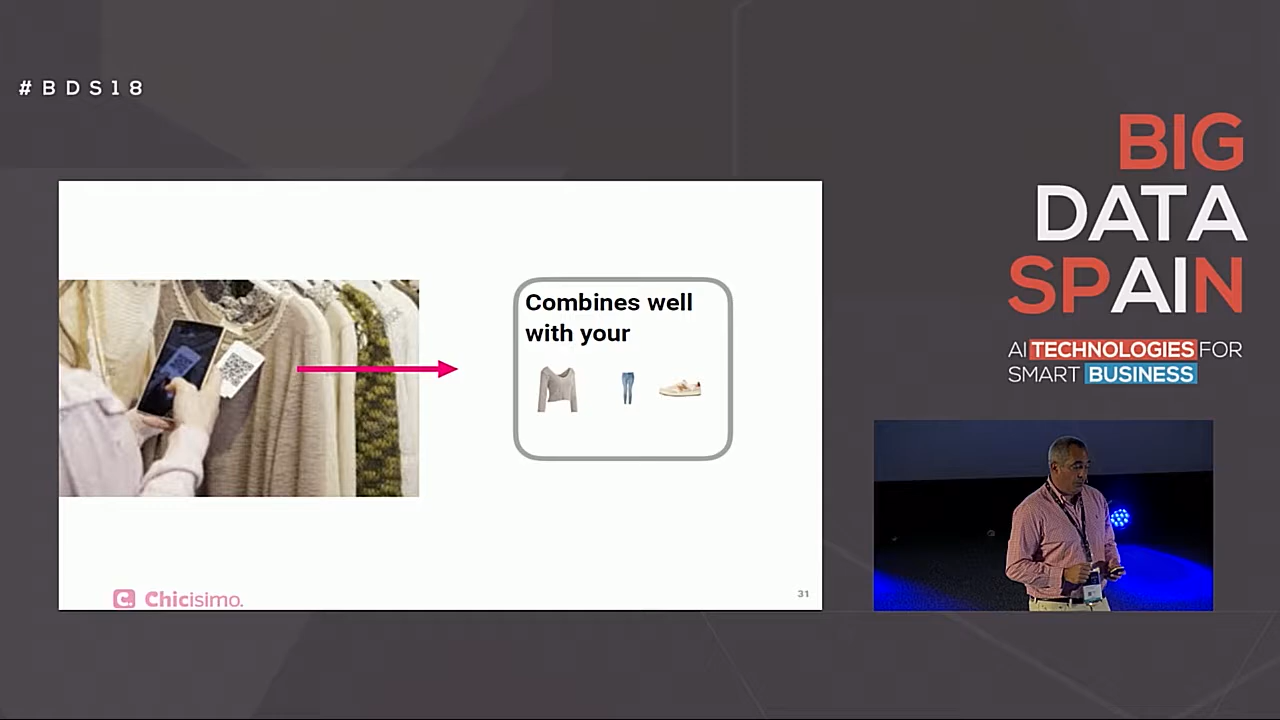 #BDS18
BIG
DATA
SPAIN
AI TECHNOLOGIES FOR
SMART BUSINESS
Combines well
with your
C. Chicisimo.
31